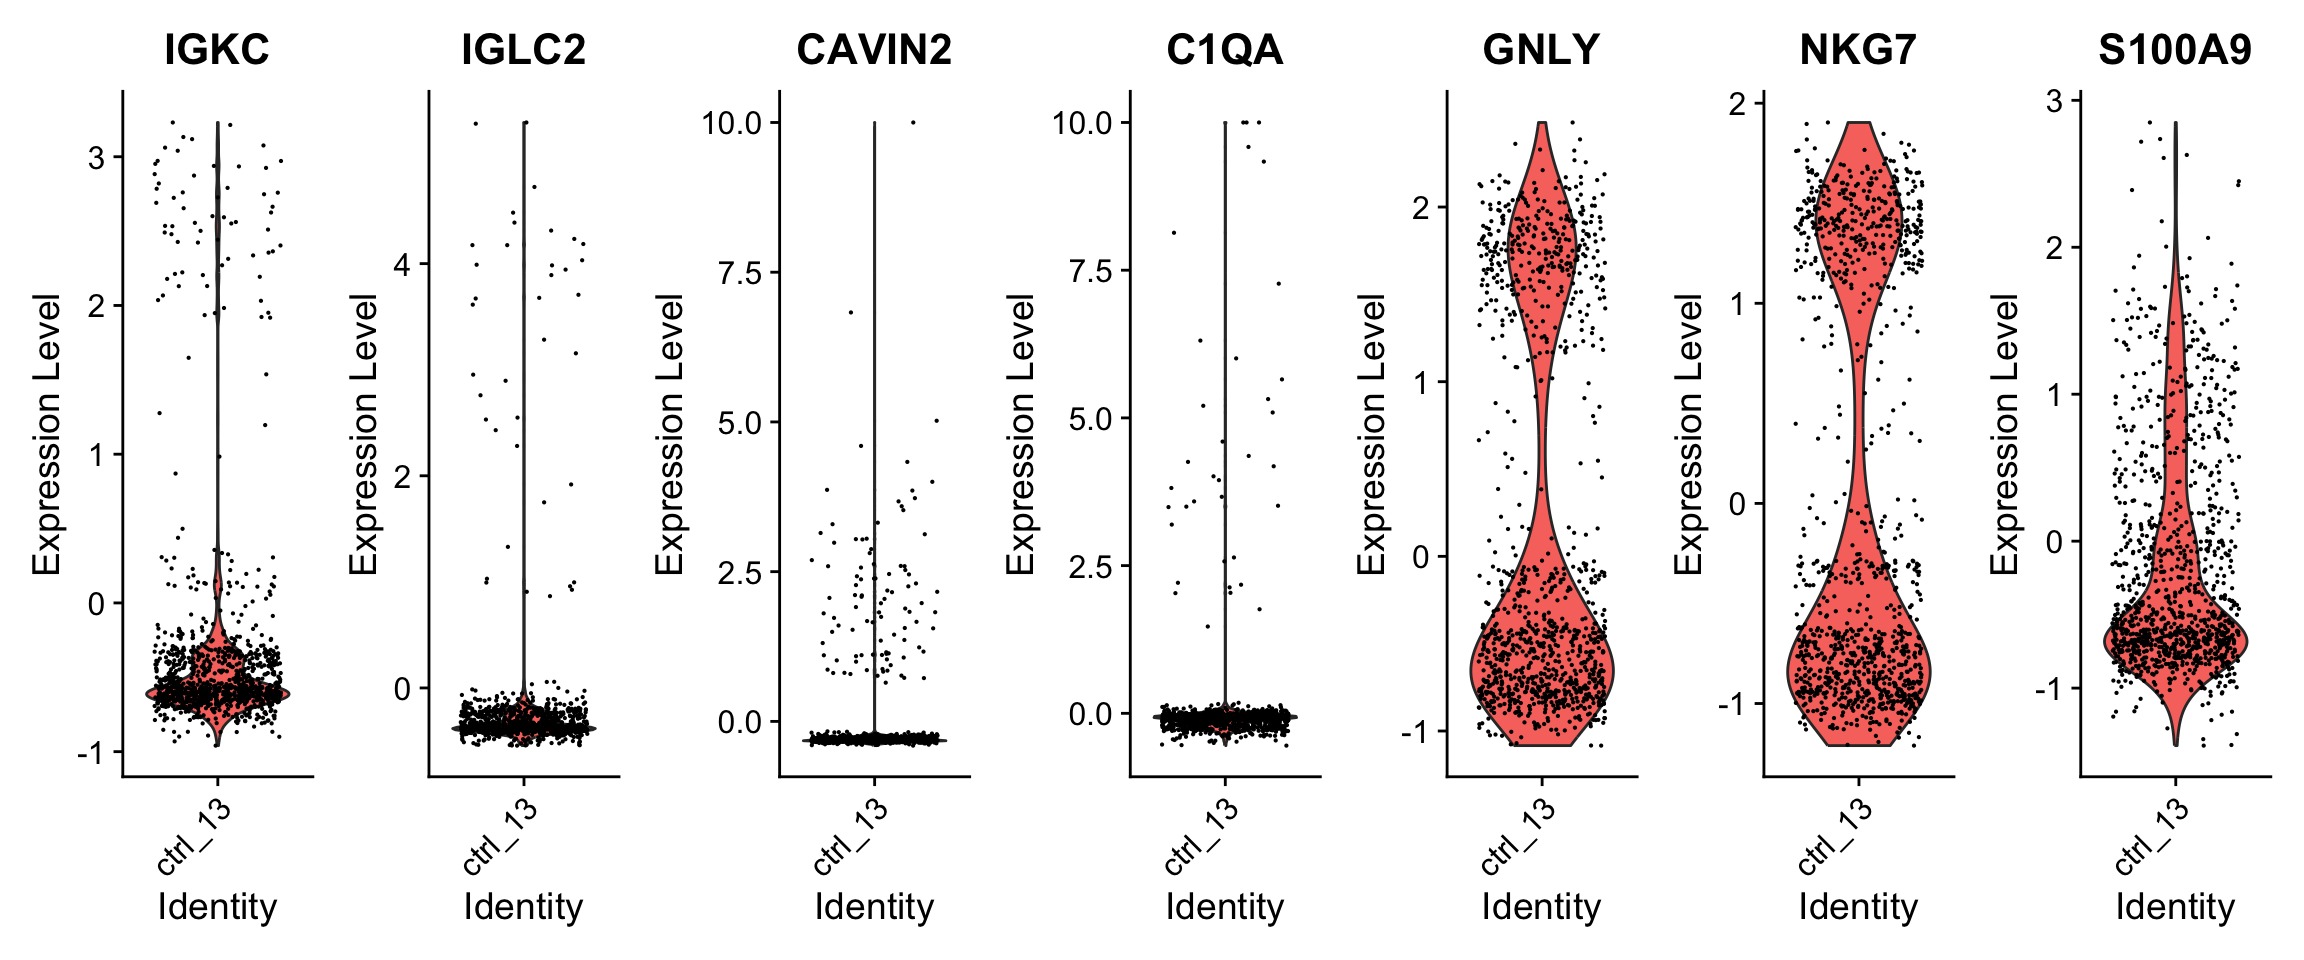 IGKC
Expression Level
3
2
1
0
-1
ctrl_13
Identity
IGLC2
Expression Level
4
2
0
ctrl_13
Identity
CAVIN2
Expression Level
10.0
7.5
5.0
2.5
0.0
ctrl_13
Identity
C1QA
Expression Level
10.0
7.5
5.0
2.5
0.0
ctrl_13
Identity
GNLY
Expression Level
2
1
0
-1
ctrl_13
Identity
NKG7
Expression Level
2
1
0
-1
ctrl_13
Identity
S100A9
Expression Level
3
2
1
0
-1
ctrl_13
Identity